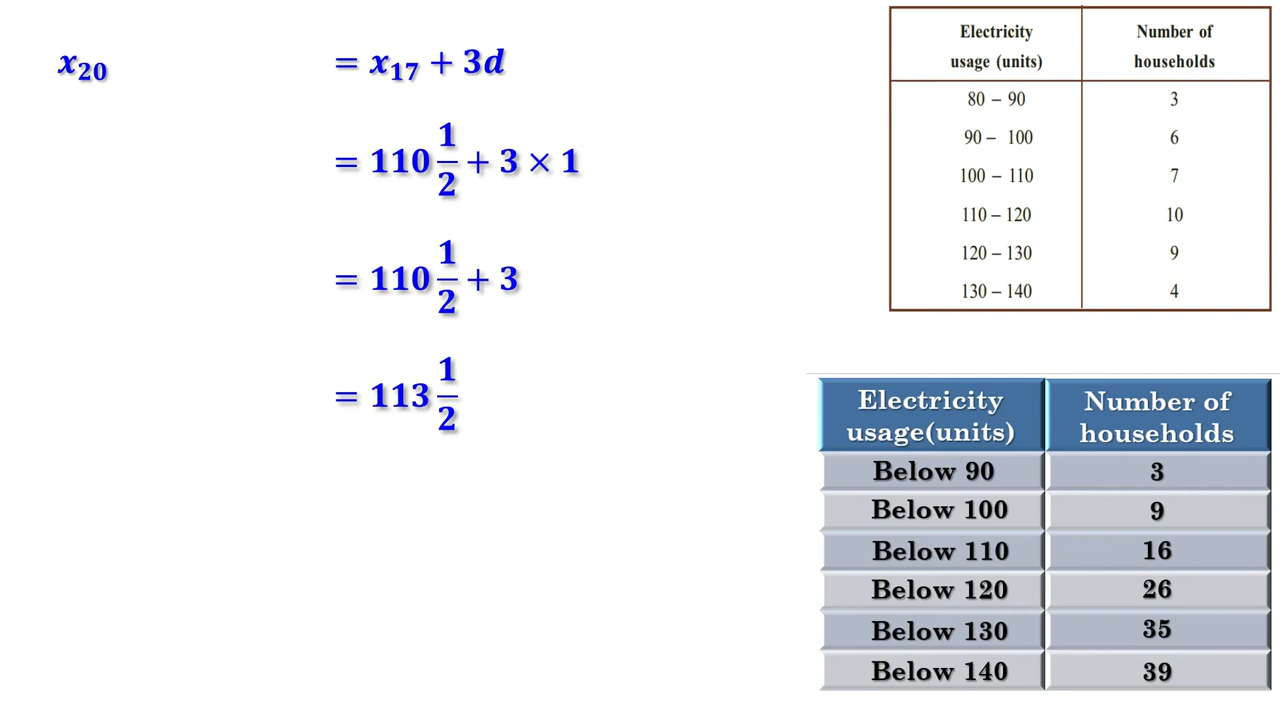 x₂₀ = x₁₇ + 3d
= 110 1/2 + 3 × 1
= 110 1/2 + 3
= 113 1/2
Electricity usage (units) Number of households
80 – 90 3
90 – 100 6
100 – 110 7
110 – 120 10
120 – 130 9
130 – 140 4
Electricity usage(units) Number of households
Below 90 3
Below 100 9
Below 110 16
Below 120 26
Below 130 35
Below 140 39